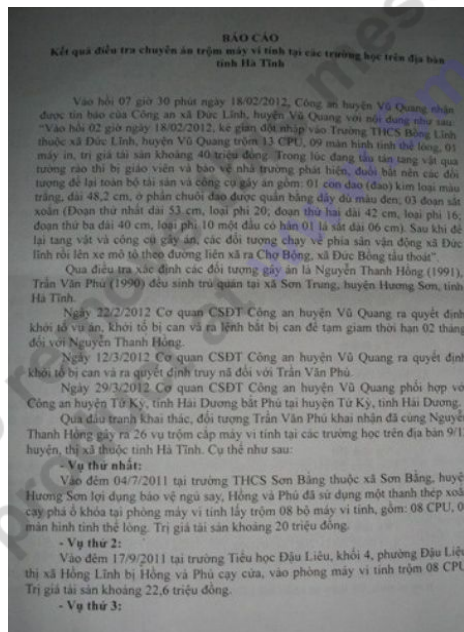 BÁO CÁO
Kết quả điều tra chuyên án trộm máy vi tính tại các trường học trên địa bàn
tỉnh Hà Tĩnh
Vào hồi 07 giờ 30 phút ngày 18/02/2012, Công an huyện Vũ Quang nhận
được tin báo của Công an xã Đức Lĩnh, huyện Vũ Quang với nội dung như sau:
"Vào hồi 02 giờ ngày 18/02/2012, kẻ gian đột nhập vào Trường THCS Bồng Lĩnh
thuộc xã Đức Lĩnh, huyện Vũ Quang trộm 13 CPU, 09 màn hình tinh thể lỏng, 01
máy in, trị giá tài sản khoảng 40 triệu đồng. Trong lúc đang tẩu tán tang vật qua
tường rào thì bị giáo viên và bảo vệ nhà trường phát hiện, đuổi bắt nên các đối
tượng để lại toàn bộ tài sản và công cụ gây án gồm: 01 con dao (đao) kim loại màu
trắng, dài 48,2 cm, ở phần chuôi dao được quấn bằng dây dù màu đen; 03 đoạn sắt
xoắn (Đoạn thứ nhất dài 53 cm, loại phi 20; đoạn thứ hai dài 42 cm, loại phi 16;
đoạn thứ ba dài 40 cm, loại phi 10 một đầu có hàn 01 lá sắt dài 06 cm). Sau khi để
lại tang vật và công cụ gây án, các đối tượng chạy về phía sân vận động xã Đức
lĩnh rồi lên xe mô tô theo đường liên xã ra Chợ Bộng, xã Đức Bồng tẩu thoát".
Qua điều tra xác định các đối tượng gây án là Nguyễn Thanh Hồng (1991),
Trần Văn Phú (1990) đều sinh trú quán tại xã Sơn Trung, huyện Hương Sơn, tỉnh
Hà Tĩnh.
Ngày 22/2/2012 Cơ quan CSĐT Công an huyện Vũ Quang ra quyết định
khởi tố vụ án, khởi tố bị can và ra lệnh bắt bị can để tạm giam thời hạn 02 tháng
đối với Nguyễn Thanh Hồng.
Ngày 12/3/2012 Cơ quan CSĐT Công an huyện Vũ Quang ra quyết định
khởi tố bị can và ra quyết định truy nã đối với Trần Văn Phú.
Ngày 29/3/2012 Cơ quan CSĐT Công an huyện Vũ Quang phối hợp với
Công an huyện Tứ Kỳ, tỉnh Hải Dương bắt Phú tại huyện Tứ Kỳ, tỉnh Hải Dương.
Qua đấu tranh khai thác, đối tượng Trần Văn Phú khai nhận đã cùng Nguyễn
Thanh Hồng gây ra 26 vụ trộm cắp máy vi tính tại các trường học trên địa bàn 9/1
huyện, thị xã thuộc tỉnh Hà Tĩnh. Cụ thể như sau:
- Vụ thứ nhất:
Vào đêm 04/7/2011 tại trường THCS Sơn Bằng thuộc xã Sơn Bằng, huyện
Hương Sơn lợi dụng bảo vệ ngủ say, Hồng và Phú đã sử dụng một thanh thép xoắn
cạy phá ổ khóa tại phòng máy vi tính lấy trộm 08 bộ máy vi tính, gồm: 08 CPU, 0
màn hình tinh thể lỏng. Trị giá tài sản khoảng 20 triệu đồng.
- Vụ thứ 2:
Vào đêm 17/9/2011 tại trường Tiểu học Đậu Liêu, khối 4, phường Đậu Liêu
thị xã Hồng Lĩnh bị Hồng và Phú cạy cửa, vào phòng máy vi tính trộm 08 CPU
Trị giá tài sản khoảng 22,6 triệu đồng.
- Vụ thứ 3: